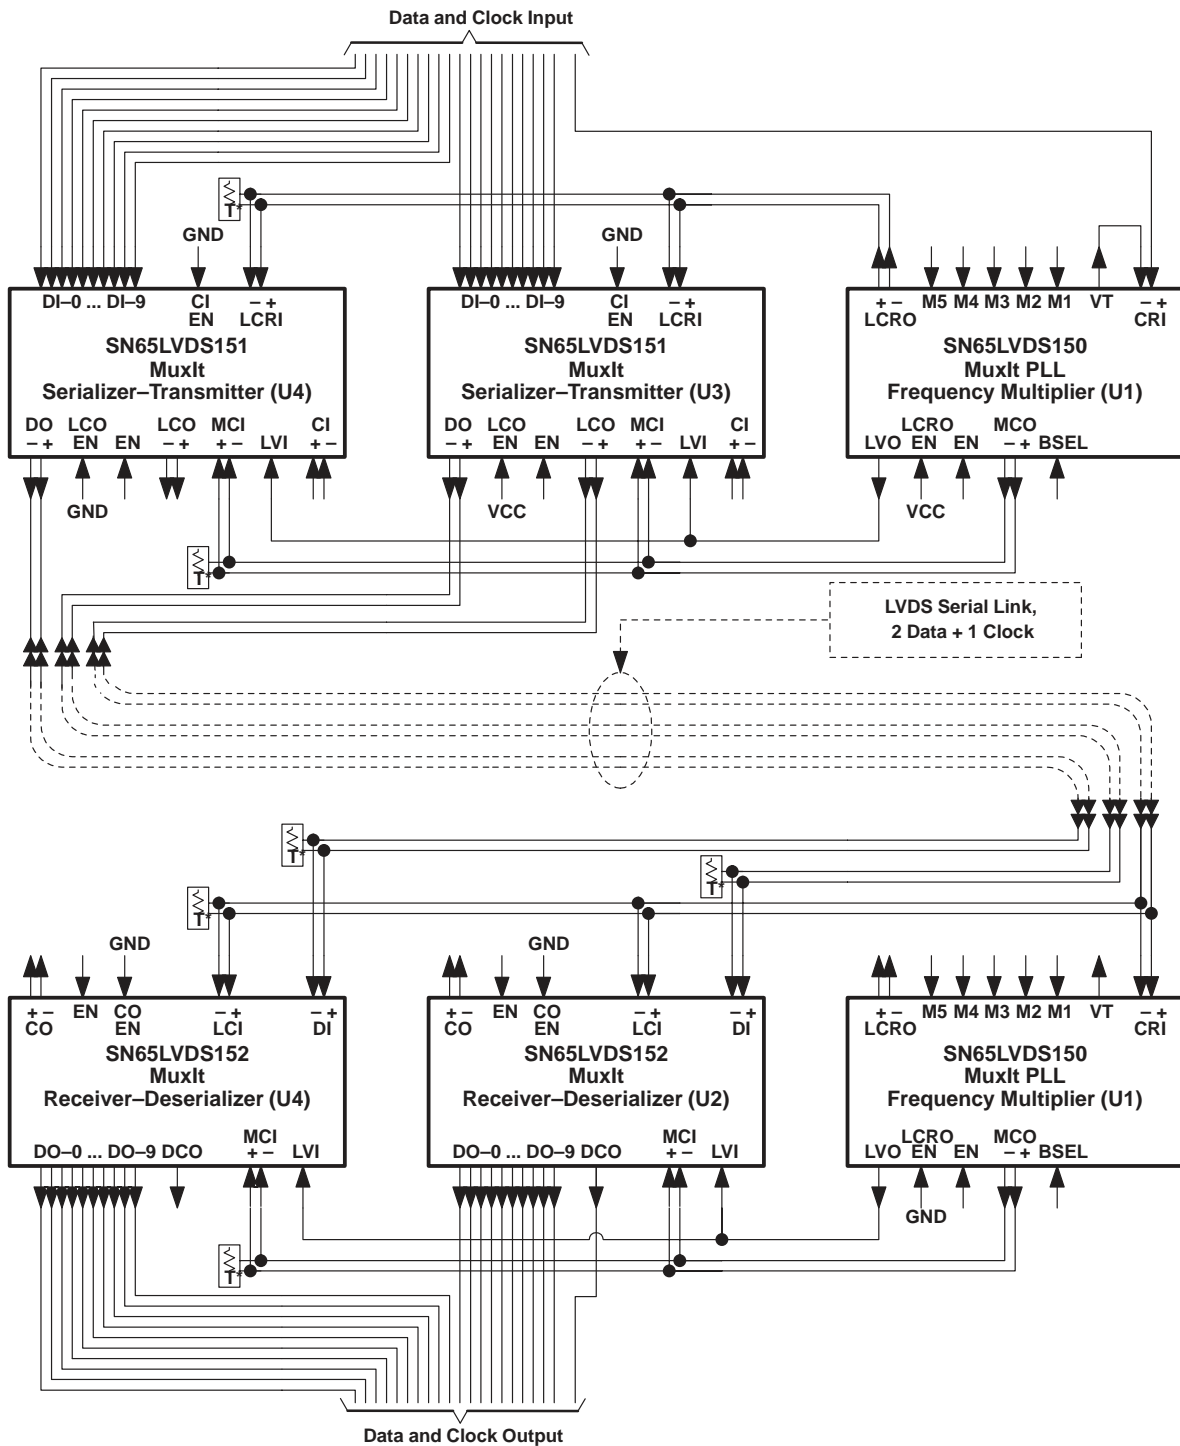 Data and Clock Input
T*
GND
GND
DI–0 ... DI–9 CI EN – + LCRI
SN65LVDS151
MuxIt
Serializer–Transmitter (U4)
DO – + LCO EN EN LCO – + MCI + – LVI CI + –
GND
DI–0 ... DI–9 CI EN – + LCRI
SN65LVDS151
MuxIt
Serializer–Transmitter (U3)
DO – + LCO EN EN LCO – + MCI + – LVI CI + –
VCC
+ – LCRO M5 M4 M3 M2 M1 VT – + CRI
SN65LVDS150
MuxIt PLL
Frequency Multiplier (U1)
LVO LCRO EN EN MCO – + BSEL
VCC
T*
LVDS Serial Link,
2 Data + 1 Clock
T*
T*
T*
GND
GND
+ – CO EN CO EN – + LCI – + DI
SN65LVDS152
MuxIt
Receiver–Deserializer (U4)
DO–0 ... DO–9 DCO MCI + – LVI
+ – CO EN CO EN – + LCI – + DI
SN65LVDS152
MuxIt
Receiver–Deserializer (U2)
DO–0 ... DO–9 DCO MCI + – LVI
+ – LCRO M5 M4 M3 M2 M1 VT – + CRI
SN65LVDS150
MuxIt PLL
Frequency Multiplier (U1)
LVO LCRO EN EN MCO – + BSEL
GND
T*
Data and Clock Output